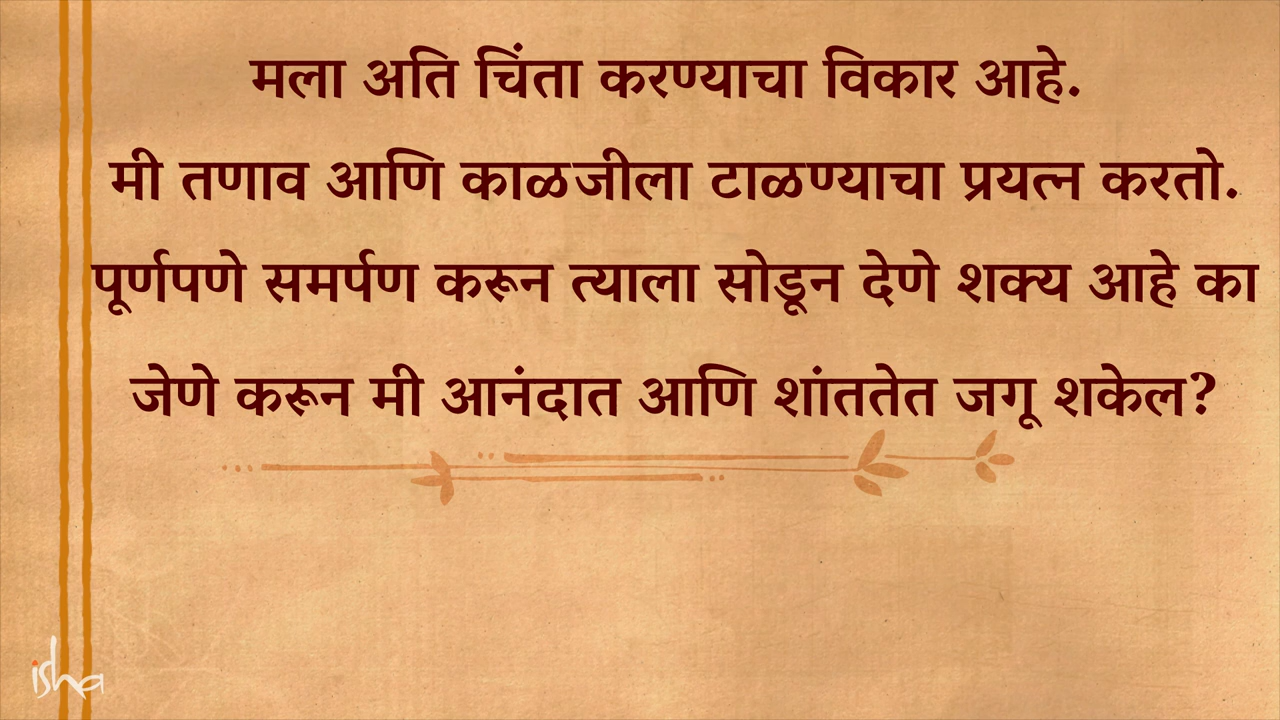 मला अति चिंता करण्याचा विकार आहे.
मी तणाव आणि काळजीला टाळण्याचा प्रयत्न करतो.
पूर्णपणे समर्पण करून त्याला सोडून देणे शक्य आहे का
जेणे करून मी आनंदात आणि शांततेत जगू शकेल?
isha